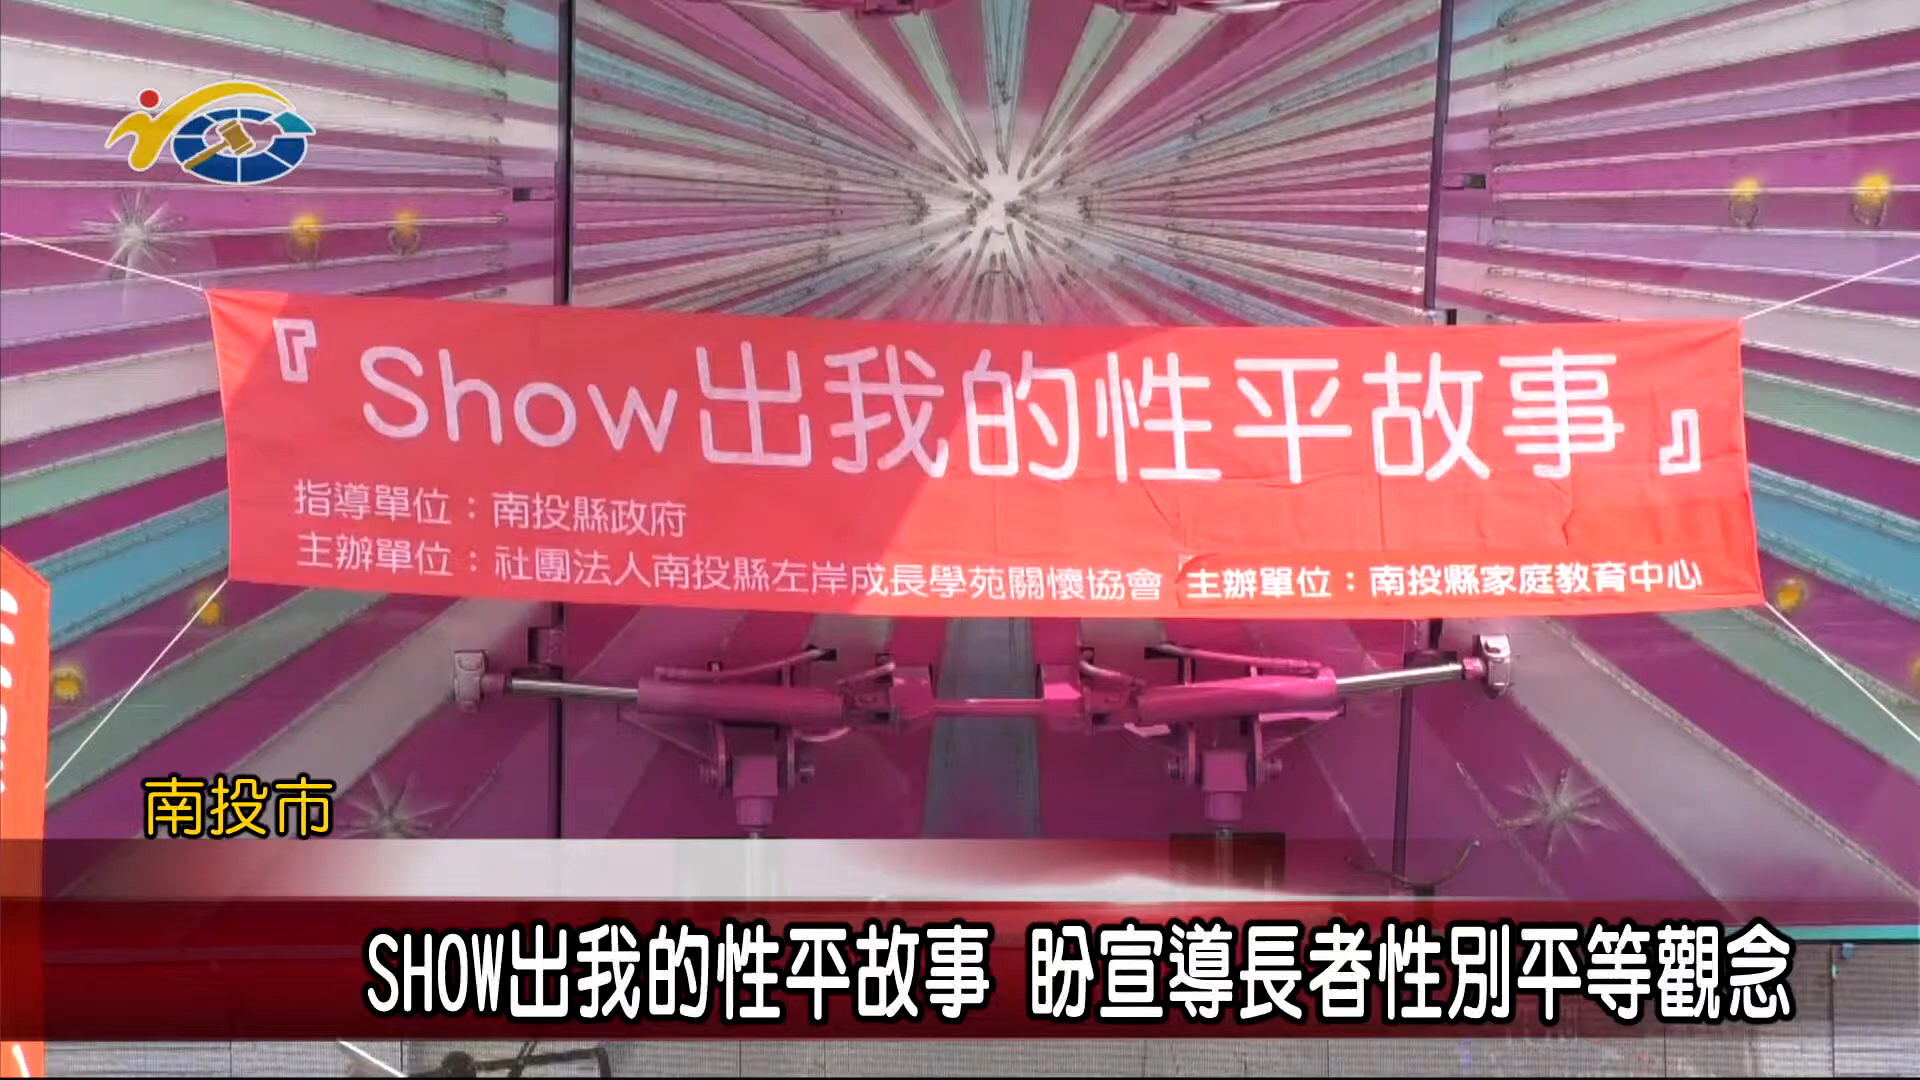 『Show出我的性平故事』
指導單位：南投縣政府
主辦單位：社團法人南投縣左岸成長學苑關懷協會 主辦單位：南投縣家庭教育中心
南投市
SHOW出我的性平故事 盼宣導長者性別平等觀念